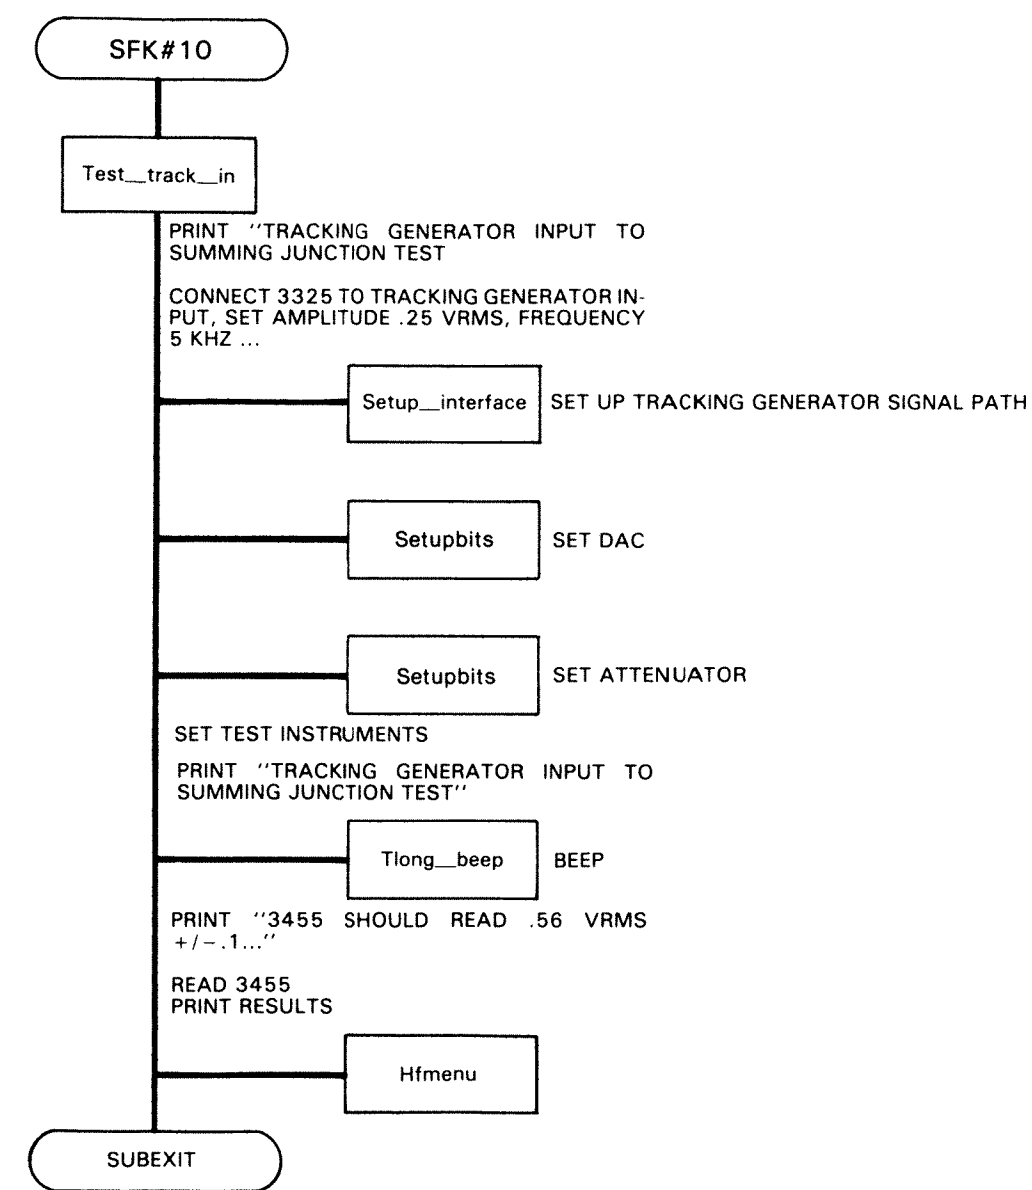 SFK#10
Test__track__in
PRINT ''TRACKING GENERATOR INPUT TO
SUMMING JUNCTION TEST
CONNECT 3325 TO TRACKING GENERATOR IN-
PUT, SET AMPLITUDE .25 VRMS, FREQUENCY
5 KHZ ...
Setup__interface SET UP TRACKING GENERATOR SIGNAL PATH
Setupbits SET DAC
Setupbits SET ATTENUATOR
SET TEST INSTRUMENTS
PRINT ''TRACKING GENERATOR INPUT TO
SUMMING JUNCTION TEST''
Tlong__beep BEEP
PRINT ''3455 SHOULD READ .56 VRMS
+/−.1...''
READ 3455
PRINT RESULTS
Hfmenu
SUBEXIT